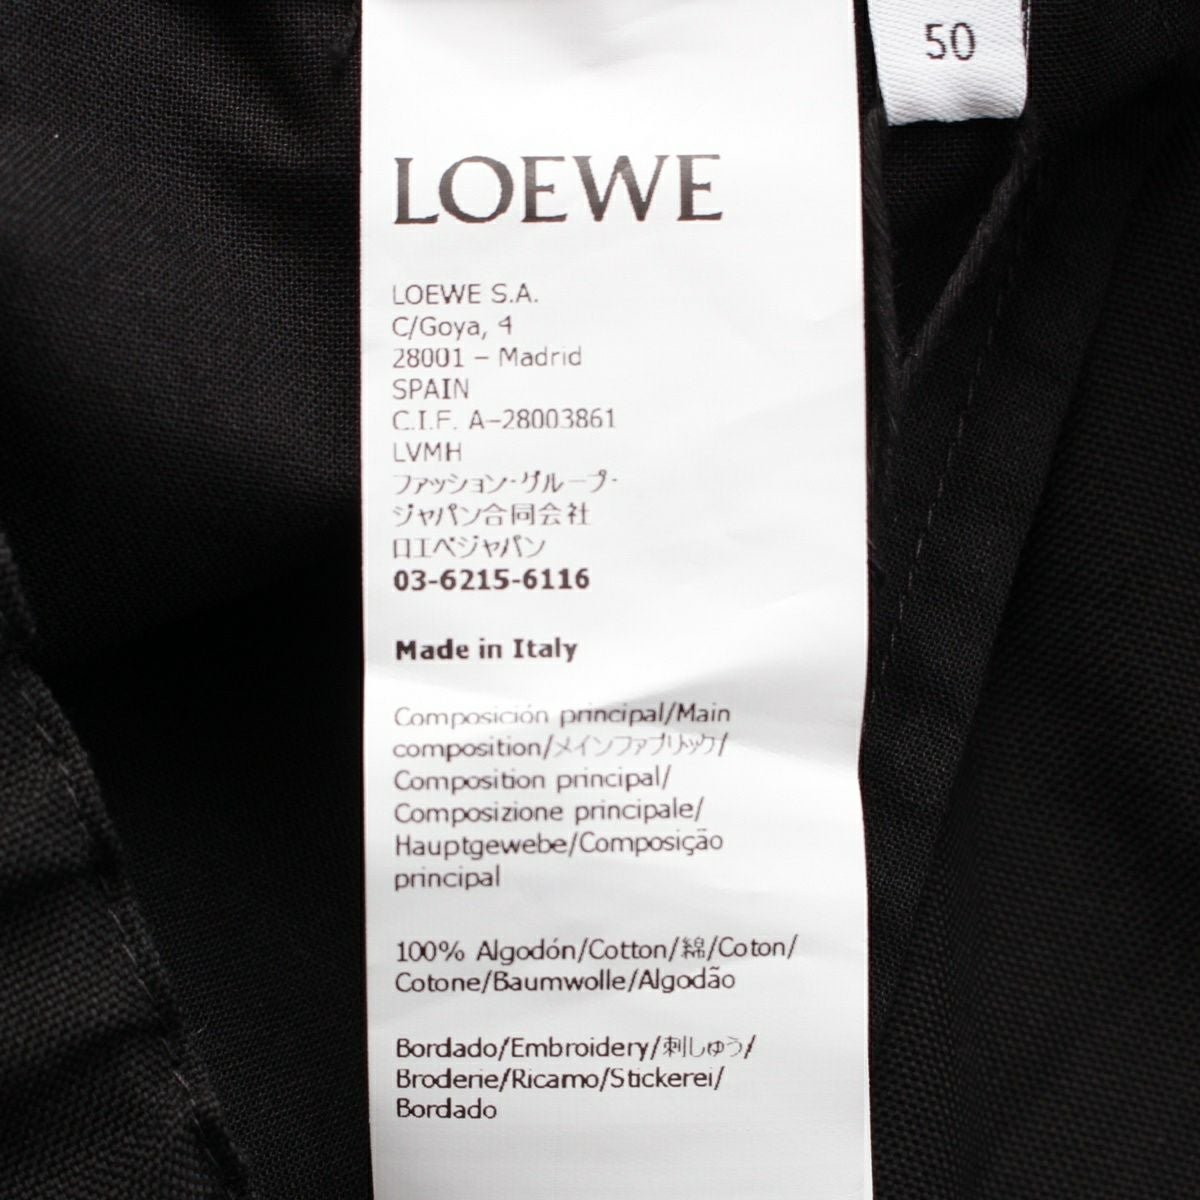 50
LOEWE
LOEWE S.A.
C/Goya, 4
28001 – Madrid
SPAIN
C.I.F. A-28003861
LVMH
ファッション・グループ・
ジャパン合同会社
ロエベジャパン
03-6215-6116
Made in Italy
Composición principal/Main
composition/メインファブリック/
Composition principal/
Composizione principale/
Hauptgewebe/Composição
principal
100% Algodón/Cotton/綿/Coton/
Cotone/Baumwolle/Algodão
Bordado/Embroidery/刺しゅう/
Broderie/Ricamo/Stickerei/
Bordado